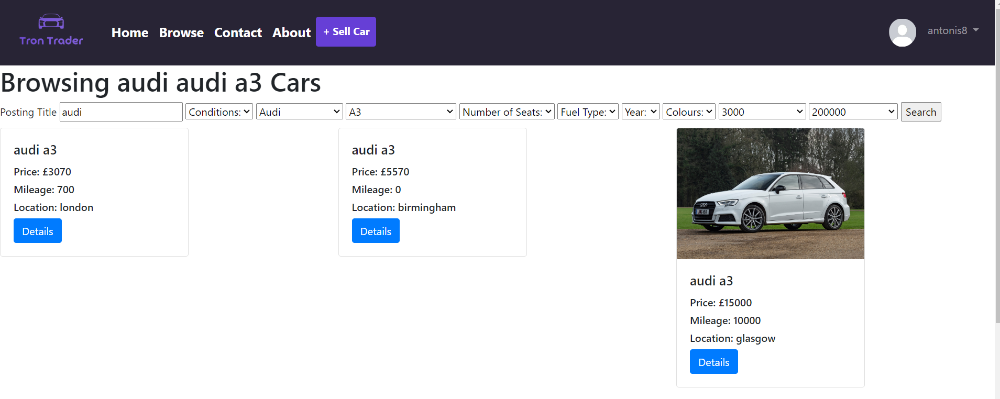 Tron Trader
Home Browse Contact About + Sell Car
antonis8
Browsing audi audi a3 Cars
Posting Title audi Conditions: Audi A3 Number of Seats: Fuel Type: Year: Colours: 3000 200000 Search
audi a3
Price: £3070
Mileage: 700
Location: london
Details
audi a3
Price: £5570
Mileage: 0
Location: birmingham
Details
audi a3
Price: £15000
Mileage: 10000
Location: glasgow
Details